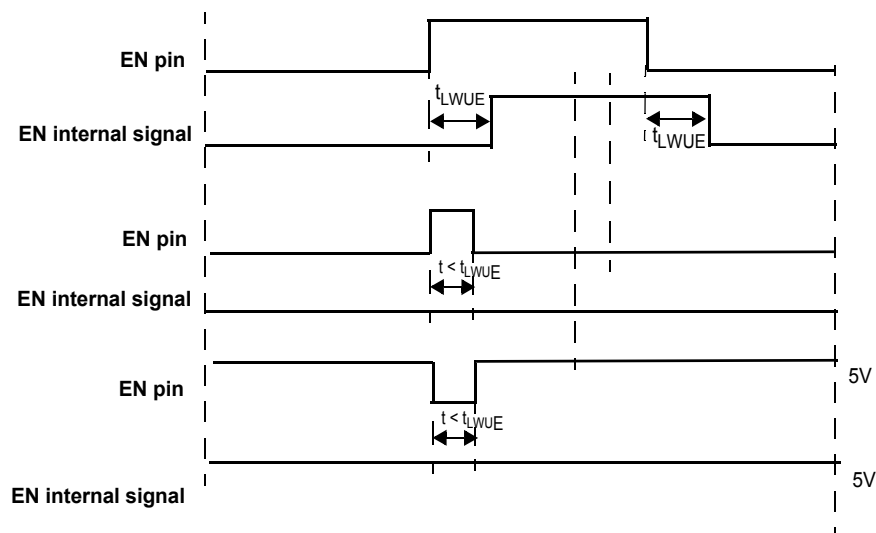 EN pin
tLWUE
EN internal signal
tLWUE
EN pin
t < tLWUE
EN internal signal
5V
EN pin
t < tLWUE
5V
EN internal signal